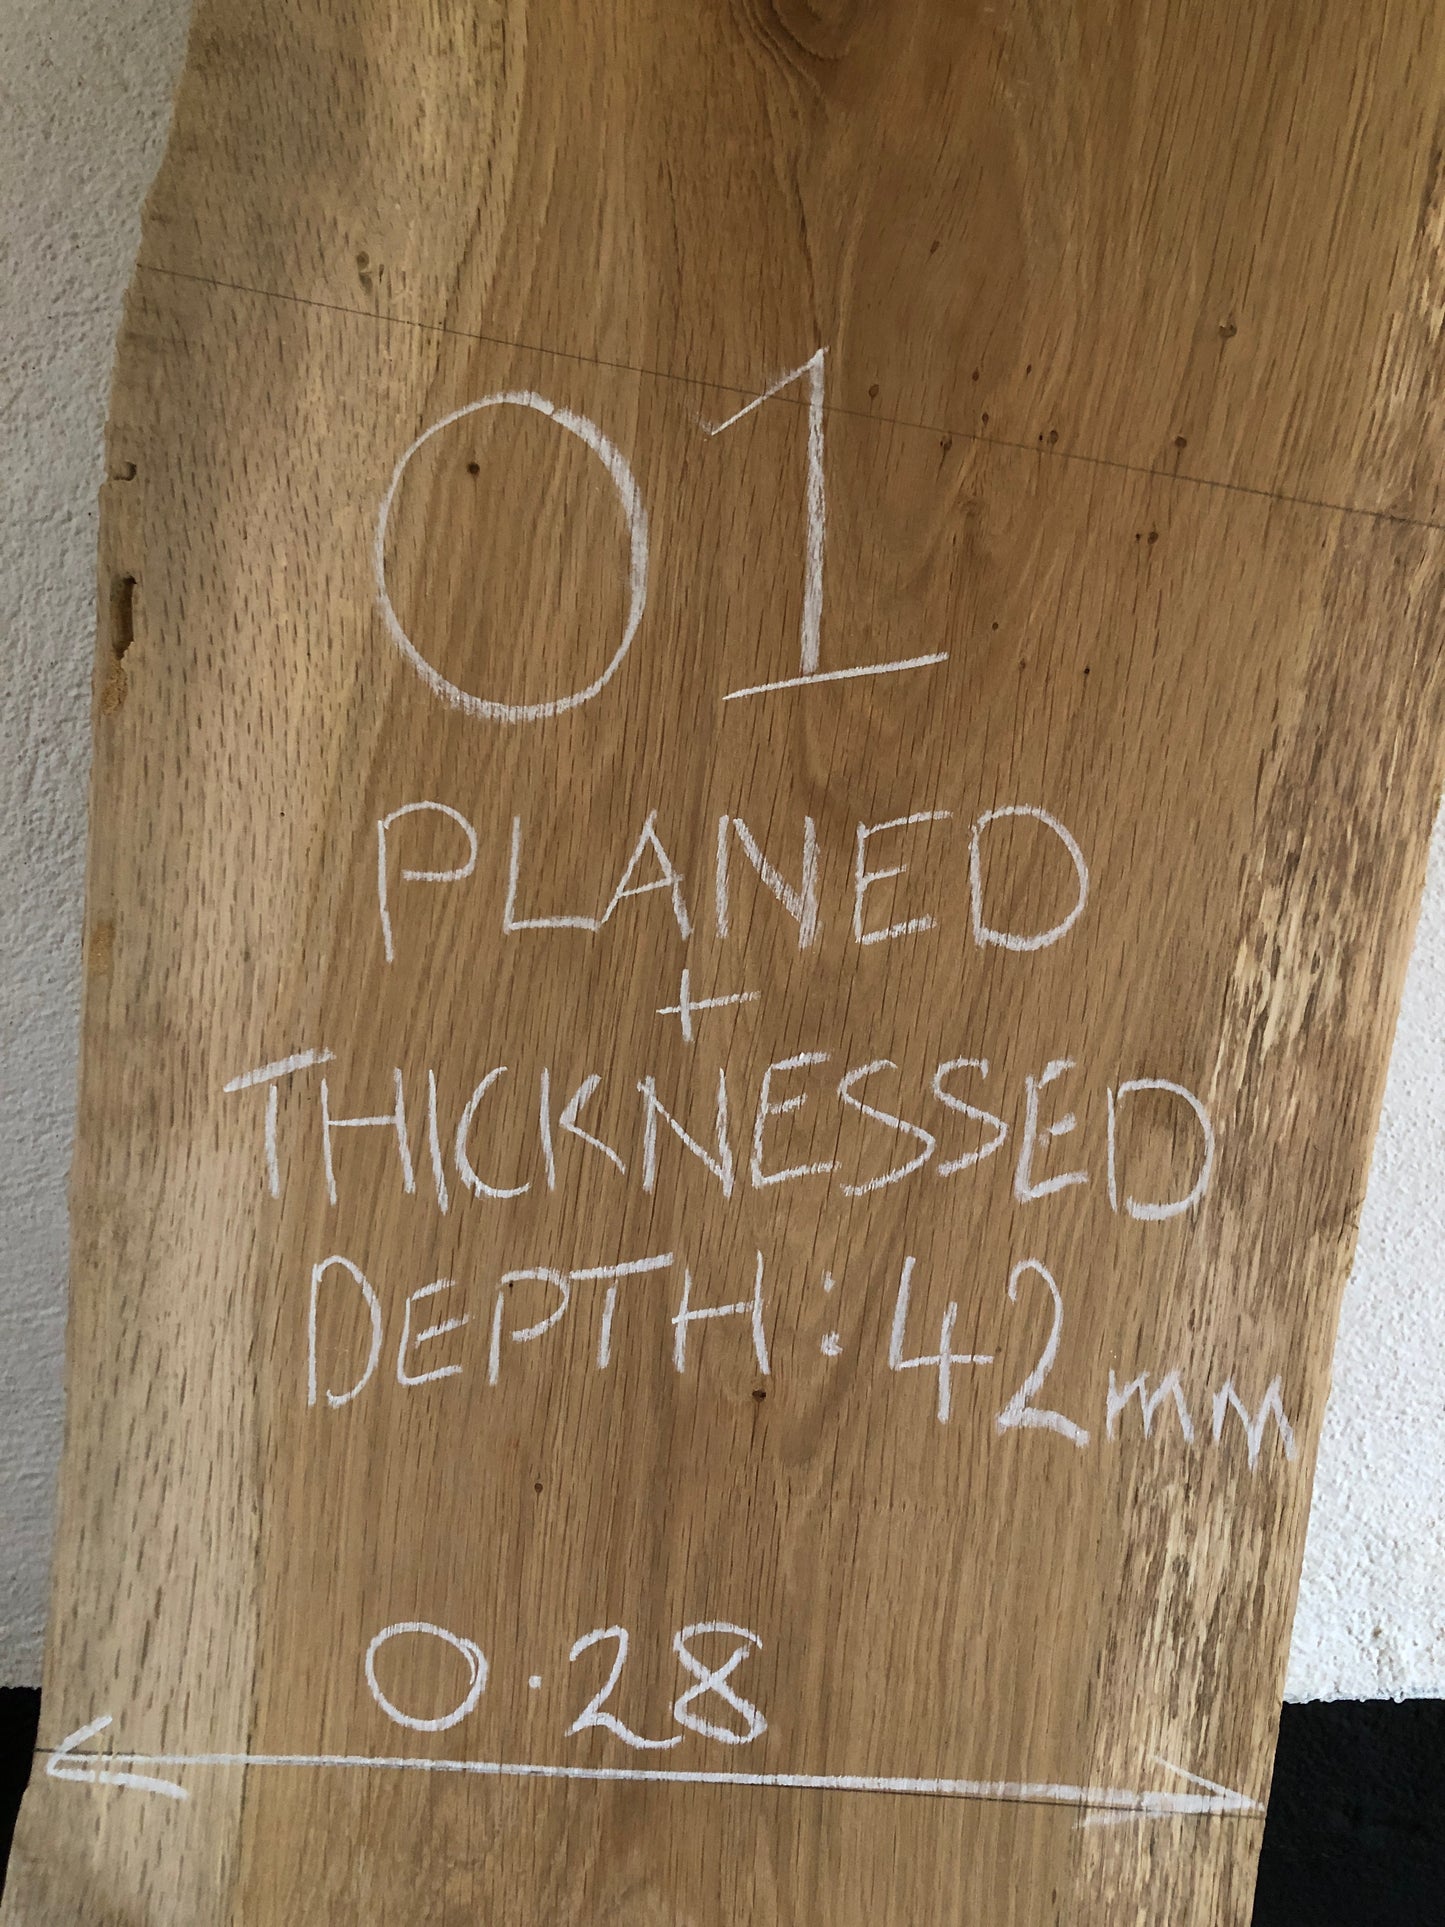 01
PLANED
+
THICKNESSED
DEPTH: 42mm
0.28